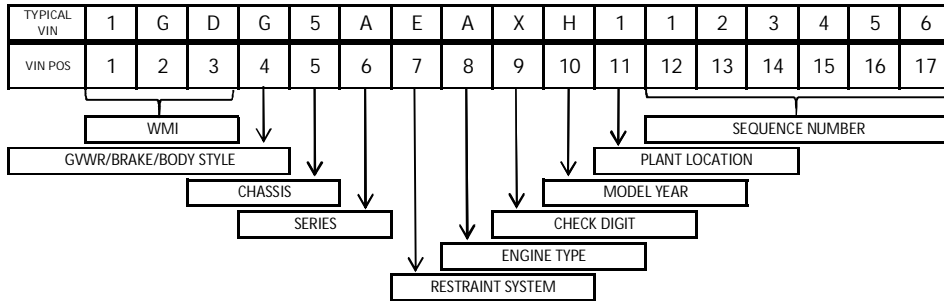 TYPICAL VIN 1 G D G 5 A E A X H 1 1 2 3 4 5 6
VIN POS 1 2 3 4 5 6 7 8 9 10 11 12 13 14 15 16 17
WMI SEQUENCE NUMBER
GVWR/BRAKE/BODY STYLE PLANT LOCATION
CHASSIS MODEL YEAR
SERIES CHECK DIGIT
ENGINE TYPE
RESTRAINT SYSTEM